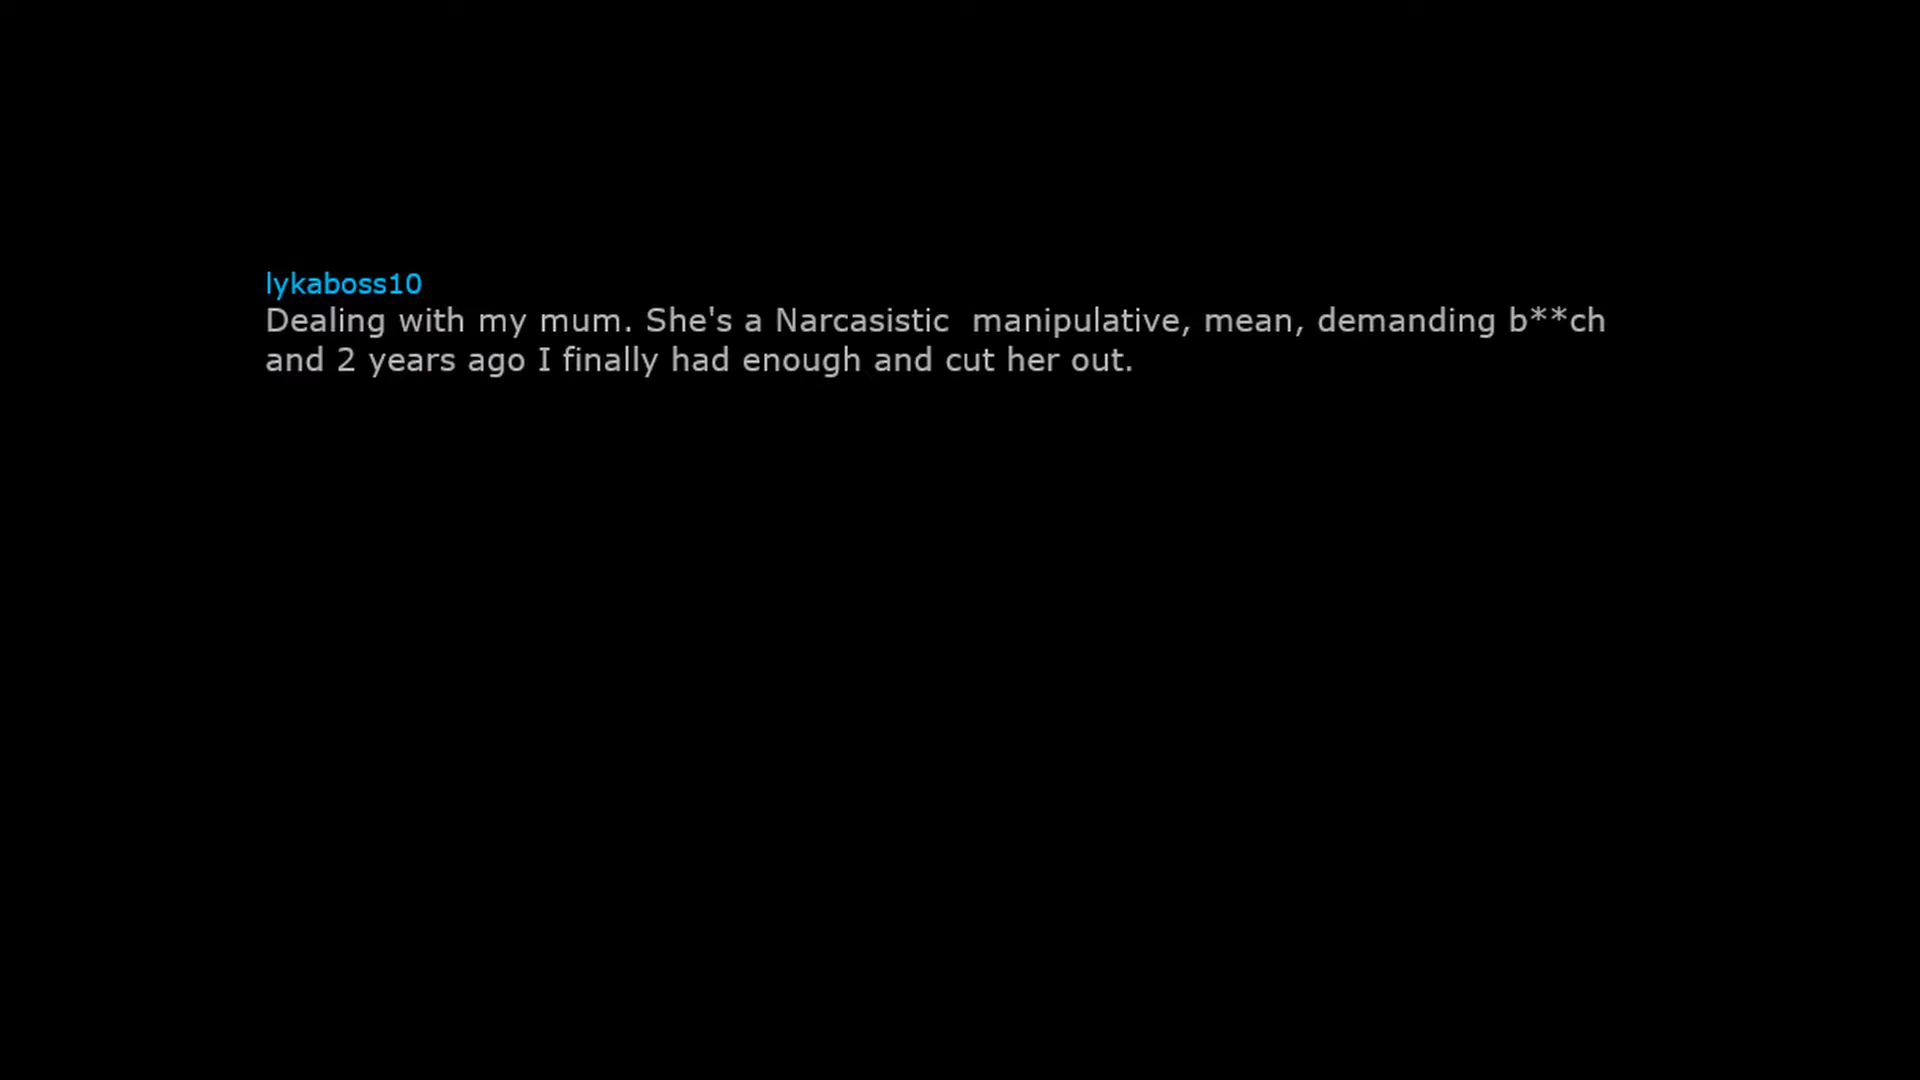 lykaboss10
Dealing with my mum. She's a Narcasistic  manipulative, mean, demanding b**ch
and 2 years ago I finally had enough and cut her out.